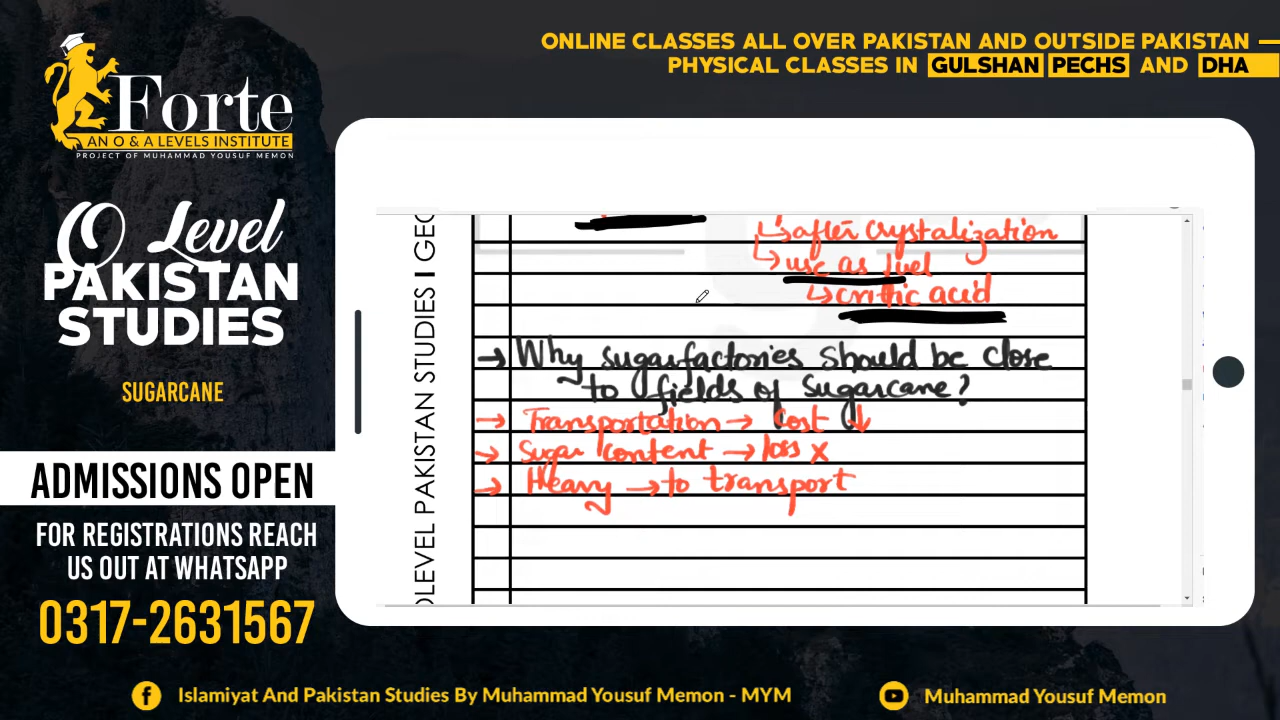 Forte
AN O & A LEVELS INSTITUTE
PROJECT OF MUHAMMAD YOUSUF MEMON
O Level
PAKISTAN
STUDIES
SUGARCANE
ADMISSIONS OPEN
FOR REGISTRATIONS REACH
US OUT AT WHATSAPP
0317-2631567
ONLINE CLASSES ALL OVER PAKISTAN AND OUTSIDE PAKISTAN
PHYSICAL CLASSES IN GULSHAN PECHS AND DHA
OLEVEL PAKISTAN STUDIES I GEO
↳ after crystalization
↳ use as fuel
↳ critic acid
→ Why sugarfactories should be close
to fields of sugarcane?
→ Transportation → cost ↓
→ Sugar content → loss x
→ Heavy → to transport
Islamiyat And Pakistan Studies By Muhammad Yousuf Memon - MYM
Muhammad Yousuf Memon